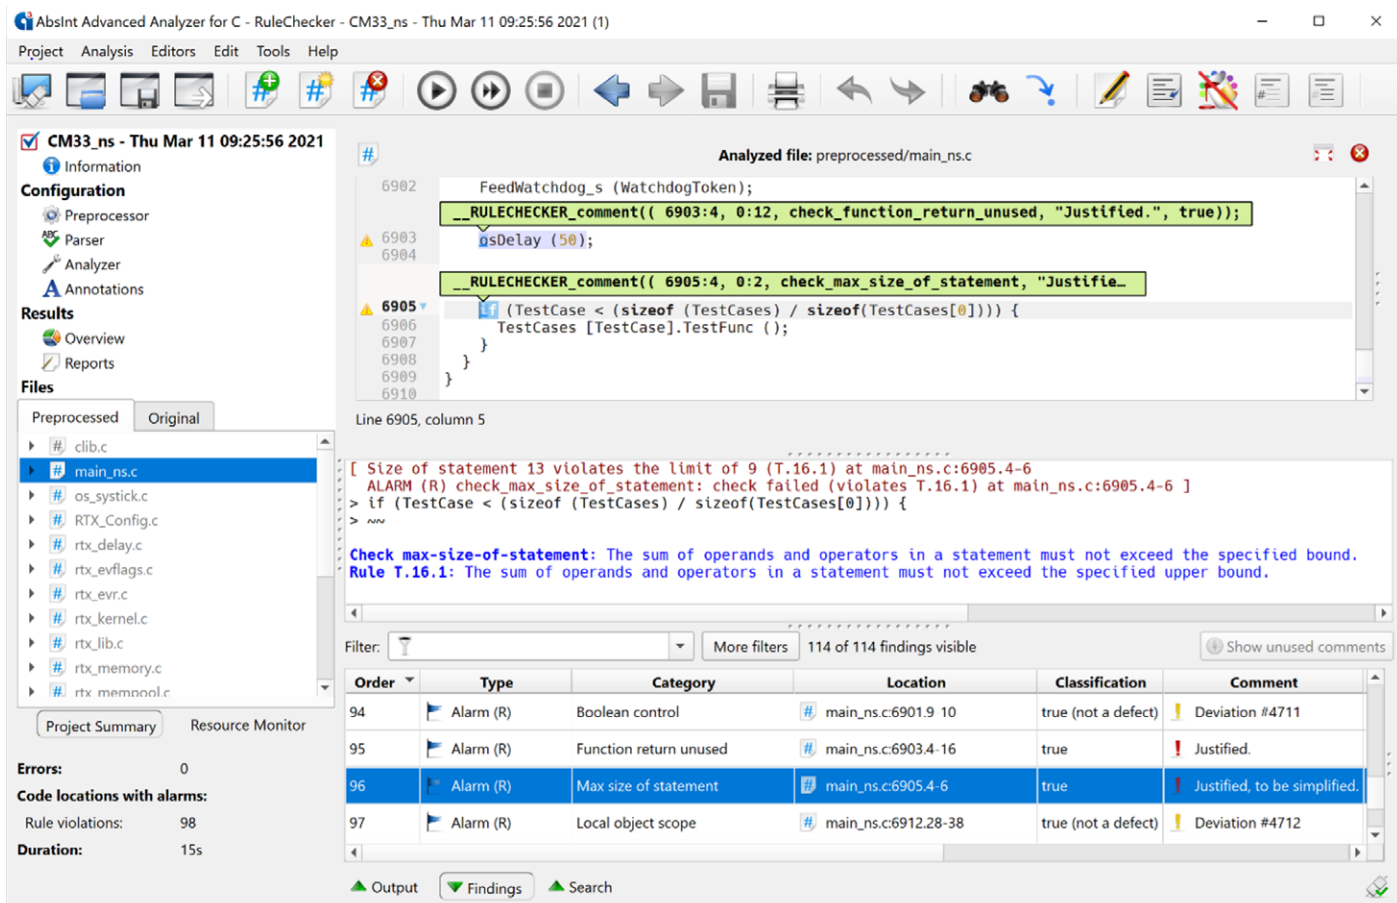 AbsInt Advanced Analyzer for C - RuleChecker - CM33_ns - Thu Mar 11 09:25:56 2021 (1)
Project Analysis Editors Edit Tools Help
CM33_ns - Thu Mar 11 09:25:56 2021
Information
Configuration
Preprocessor
Parser
Analyzer
Annotations
Results
Overview
Reports
Files
Preprocessed Original
clib.c
main_ns.c
os_systick.c
RTX_Config.c
rtx_delay.c
rtx_evflags.c
rtx_evr.c
rtx_kernel.c
rtx_lib.c
rtx_memory.c
rtx_mempool.c
Project Summary Resource Monitor
Errors: 0
Code locations with alarms:
Rule violations: 98
Duration: 15s
Analyzed file: preprocessed/main_ns.c
6902 FeedWatchdog_s (WatchdogToken);
__RULECHECKER_comment(( 6903:4, 0:12, check_function_return_unused, "Justified.", true));
6903 osDelay (50);
6904
__RULECHECKER_comment(( 6905:4, 0:2, check_max_size_of_statement, "Justifie…
6905 if (TestCase < (sizeof (TestCases) / sizeof(TestCases[0]))) {
6906 TestCases [TestCase].TestFunc ();
6907 }
6908 }
6909 }
6910
Line 6905, column 5
[ Size of statement 13 violates the limit of 9 (T.16.1) at main_ns.c:6905.4-6
ALARM (R) check_max_size_of_statement: check failed (violates T.16.1) at main_ns.c:6905.4-6 ]
> if (TestCase < (sizeof (TestCases) / sizeof(TestCases[0]))) {
> ~~
Check max-size-of-statement: The sum of operands and operators in a statement must not exceed the specified bound.
Rule T.16.1: The sum of operands and operators in a statement must not exceed the specified upper bound.
Filter: More filters 114 of 114 findings visible Show unused comments
Order Type Category Location Classification Comment
94 Alarm (R) Boolean control main_ns.c:6901.9-10 true (not a defect) Deviation #4711
95 Alarm (R) Function return unused main_ns.c:6903.4-16 true Justified.
96 Alarm (R) Max size of statement main_ns.c:6905.4-6 true Justified, to be simplified.
97 Alarm (R) Local object scope main_ns.c:6912.28-38 true (not a defect) Deviation #4712
Output Findings Search